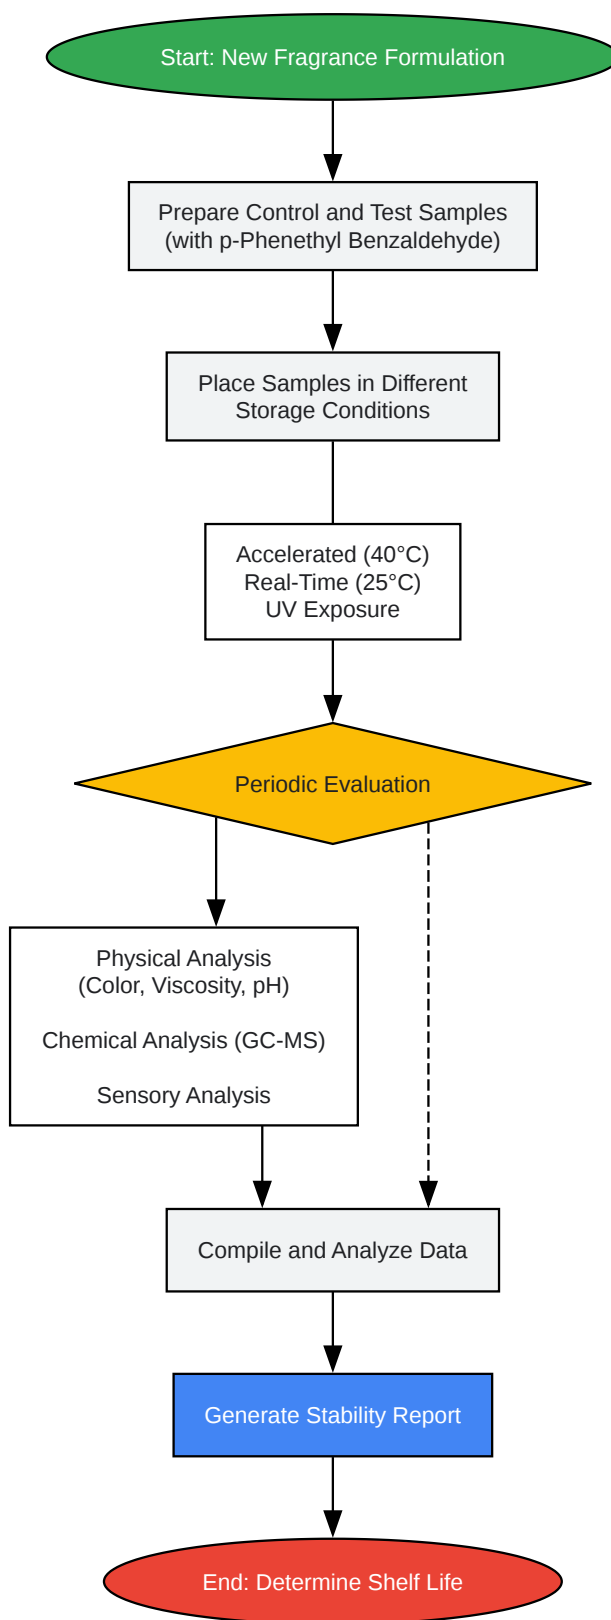 Start: New Fragrance Formulation
Prepare Control and Test Samples
(with p-Phenethyl Benzaldehyde)
Place Samples in Different
Storage Conditions
Accelerated (40°C)
Real-Time (25°C)
UV Exposure
Periodic Evaluation
Physical Analysis
(Color, Viscosity, pH)
Chemical Analysis (GC-MS)
Sensory Analysis
Compile and Analyze Data
Generate Stability Report
End: Determine Shelf Life